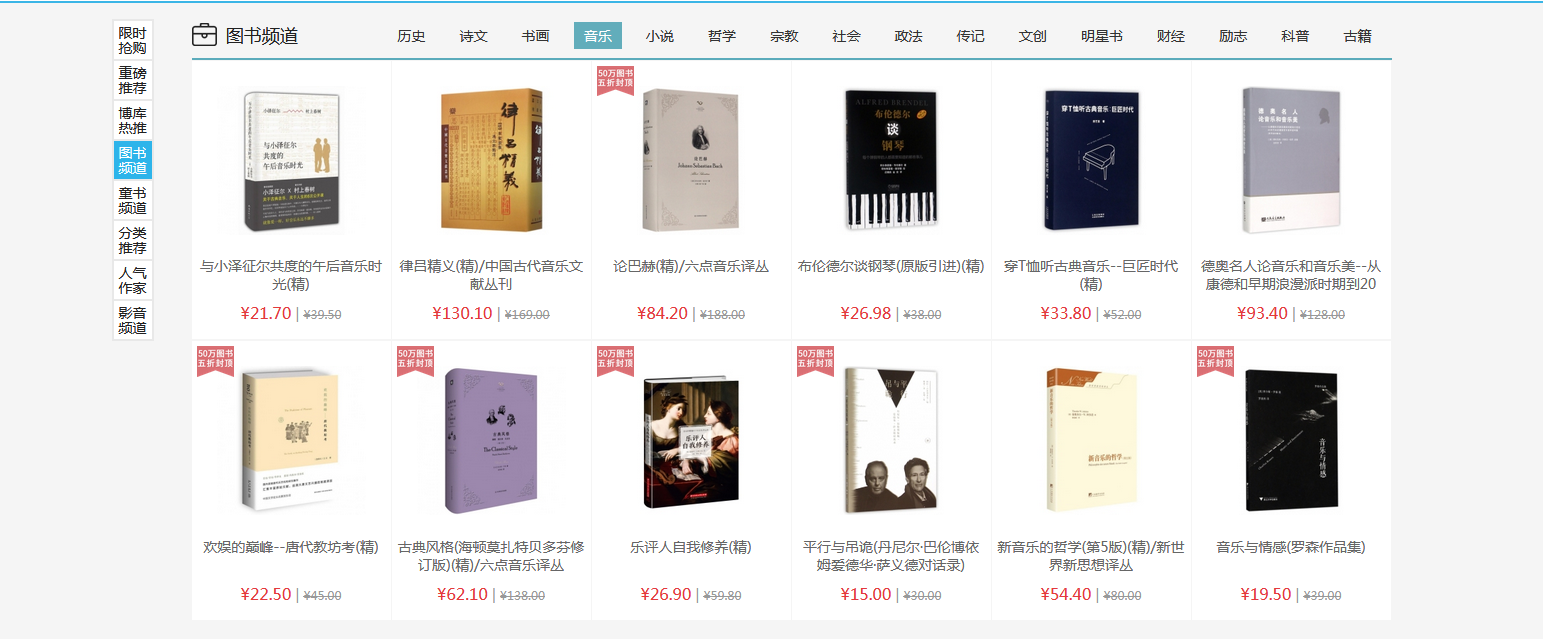 限时
抢购
重磅
推荐
博库
热推
图书
频道
童书
频道
分类
推荐
人气
作家
影音
频道
图书频道
历史 诗文 书画 音乐 小说 哲学 宗教 社会 政法 传记 文创 明星书 财经 励志 科普 古籍
与小泽征尔
共度的
午后音乐时光
小泽征尔 X 村上春树
律吕精义
50万图书
五折封顶
论巴赫
Johann Sebastian Bach
ALFRED BRENDEL
布伦德尔
谈
钢琴
穿T恤听古典音乐 巨匠时代
德奥名人
论音乐和音乐美
与小泽征尔共度的午后音乐时
光(精)
¥21.70 | ¥39.50
律吕精义(精)/中国古代音乐文
献丛刊
¥130.10 | ¥169.00
论巴赫(精)/六点音乐译丛
¥84.20 | ¥188.00
布伦德尔谈钢琴(原版引进)(精)
¥26.98 | ¥38.00
穿T恤听古典音乐--巨匠时代
(精)
¥33.80 | ¥52.00
德奥名人论音乐和音乐美--从
康德和早期浪漫派时期到20
¥93.40 | ¥128.00
50万图书
五折封顶
50万图书
五折封顶
古典风格
The Classical Style
50万图书
五折封顶
乐评人
自我修养
50万图书
五折封顶
新音乐的哲学
50万图书
五折封顶
音乐与情感
欢娱的巅峰--唐代教坊考(精)
¥22.50 | ¥45.00
古典风格(海顿莫扎特贝多芬修
订版)(精)/六点音乐译丛
¥62.10 | ¥138.00
乐评人自我修养(精)
¥26.90 | ¥59.80
平行与吊诡(丹尼尔·巴伦博依
姆爱德华·萨义德对话录)
¥15.00 | ¥30.00
新音乐的哲学(第5版)(精)/新世
界新思想译丛
¥54.40 | ¥80.00
音乐与情感(罗森作品集)
¥19.50 | ¥39.00